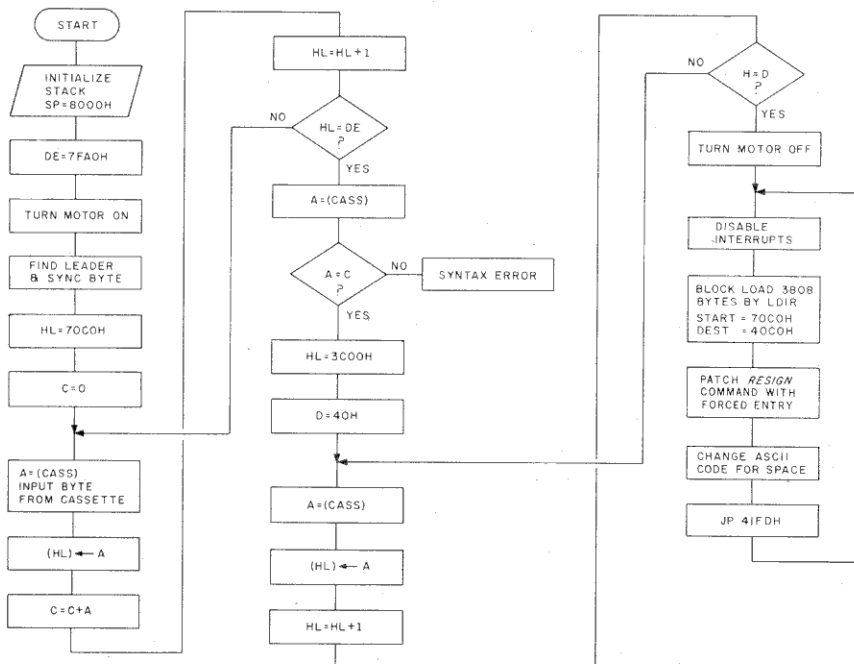 START
INITIALIZE
STACK
SP=8000H
DE=7FA0H
TURN MOTOR ON
FIND LEADER
& SYNC BYTE
HL=70C0H
C=0
A=(CASS)
INPUT BYTE
FROM CASSETTE
(HL) ← A
C=C+A
HL=HL+1
NO
HL=DE
?
YES
A=(CASS)
A=C
?
NO
SYNTAX ERROR
YES
HL=3C00H
D=40H
A=(CASS)
(HL) ← A
HL=HL+1
NO
H=D
?
YES
TURN MOTOR OFF
DISABLE
INTERRUPTS
BLOCK LOAD 3808
BYTES BY LDIR
START = 70C0H
DEST = 40C0H
PATCH RESIGN
COMMAND WITH
FORCED ENTRY
CHANGE ASCII
CODE FOR SPACE
JP 41FDH